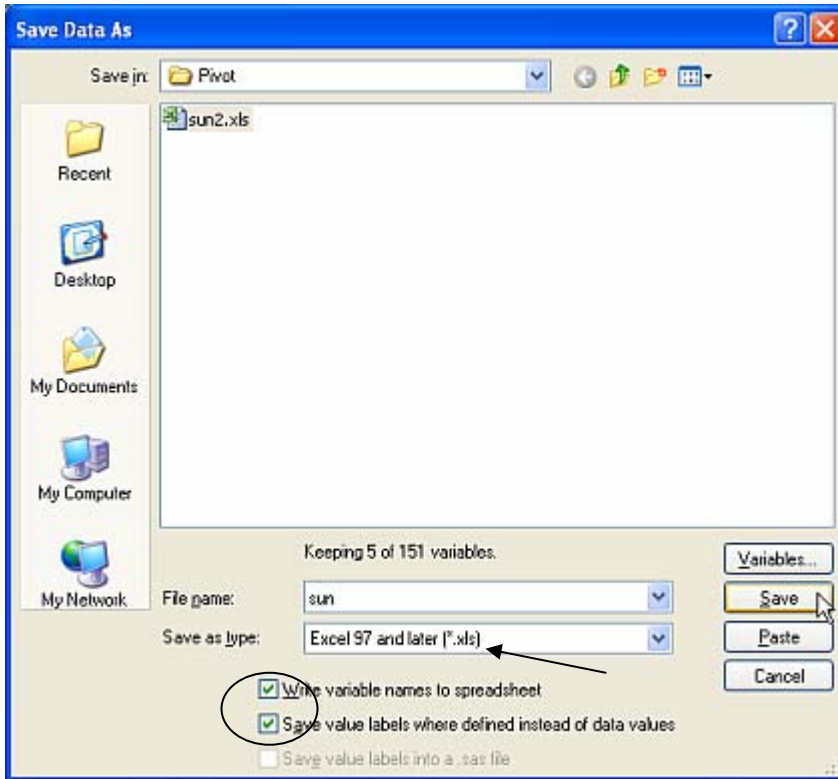 Save Data As
Save in:
Pivot
sun2.xls
Recent
Desktop
My Documents
My Computer
My Network
Keeping 5 of 151 variables.
Variables...
File name:
sun
Save
Save as type:
Excel 97 and later (*.xls)
Paste
Cancel
Write variable names to spreadsheet
Save value labels where defined instead of data values
Save value labels into a .sas file